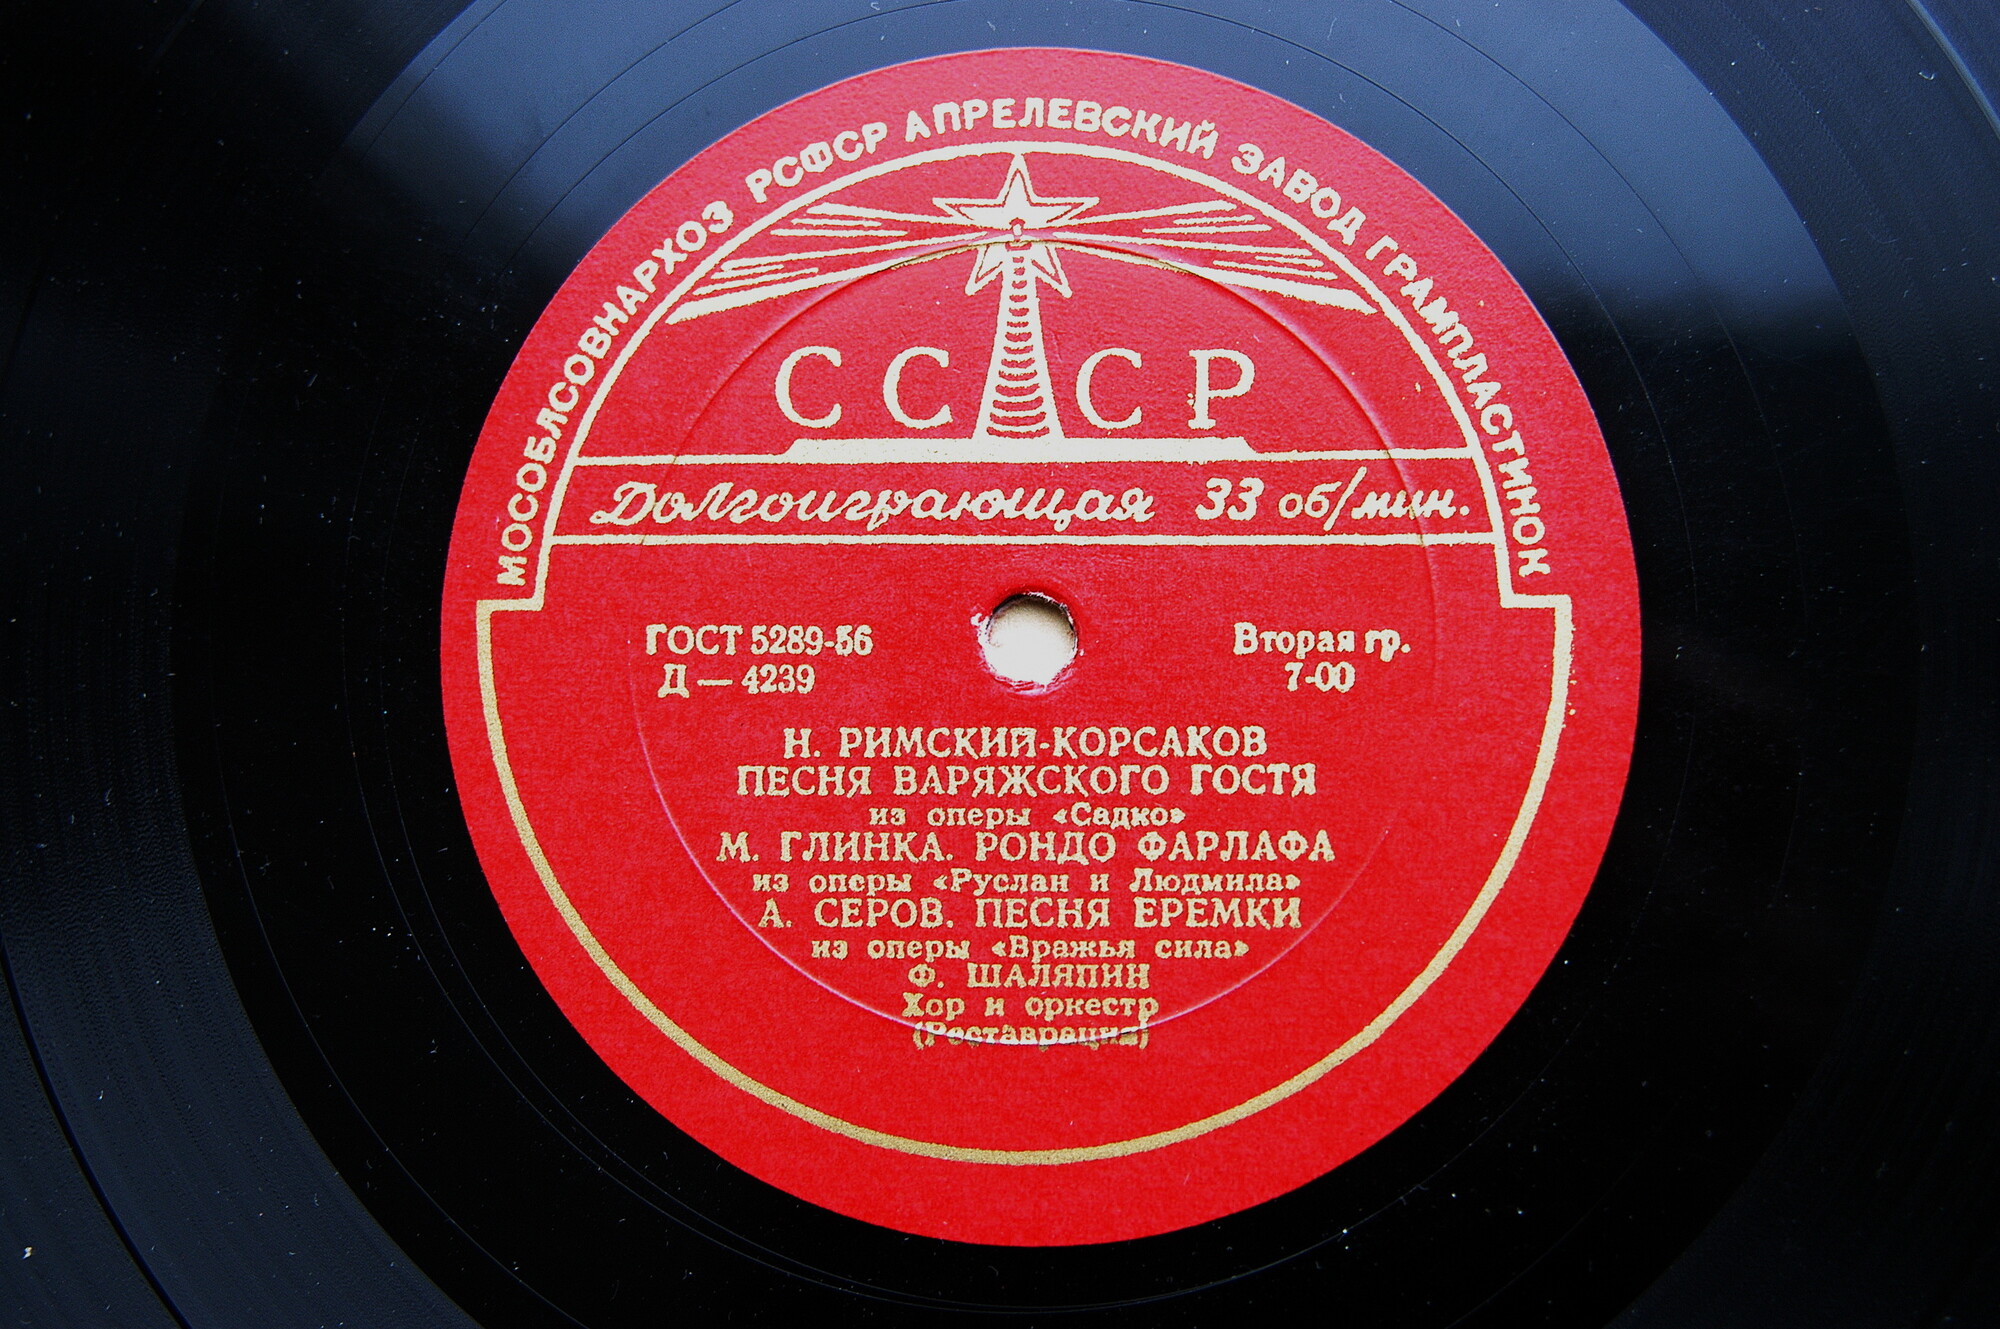 МОСОБЛСОВНАРХОЗ РСФСР АПРЕЛЕВСКИЙ ЗАВОД ГРАМПЛАСТИНОК
СССР
Долгоиграющая 33 об/мин.
ГОСТ 5289-56
Д — 4239
Вторая гр.
7-00
Н. РИМСКИЙ-КОРСАКОВ
ПЕСНЯ ВАРЯЖСКОГО ГОСТЯ
из оперы «Садко»
М. ГЛИНКА. РОНДО ФАРЛАФА
из оперы «Руслан и Людмила»
А. СЕРОВ. ПЕСНЯ ЕРЕМКИ
из оперы «Вражья сила»
Ф. ШАЛЯПИН
Хор и оркестр
(Реставрация)